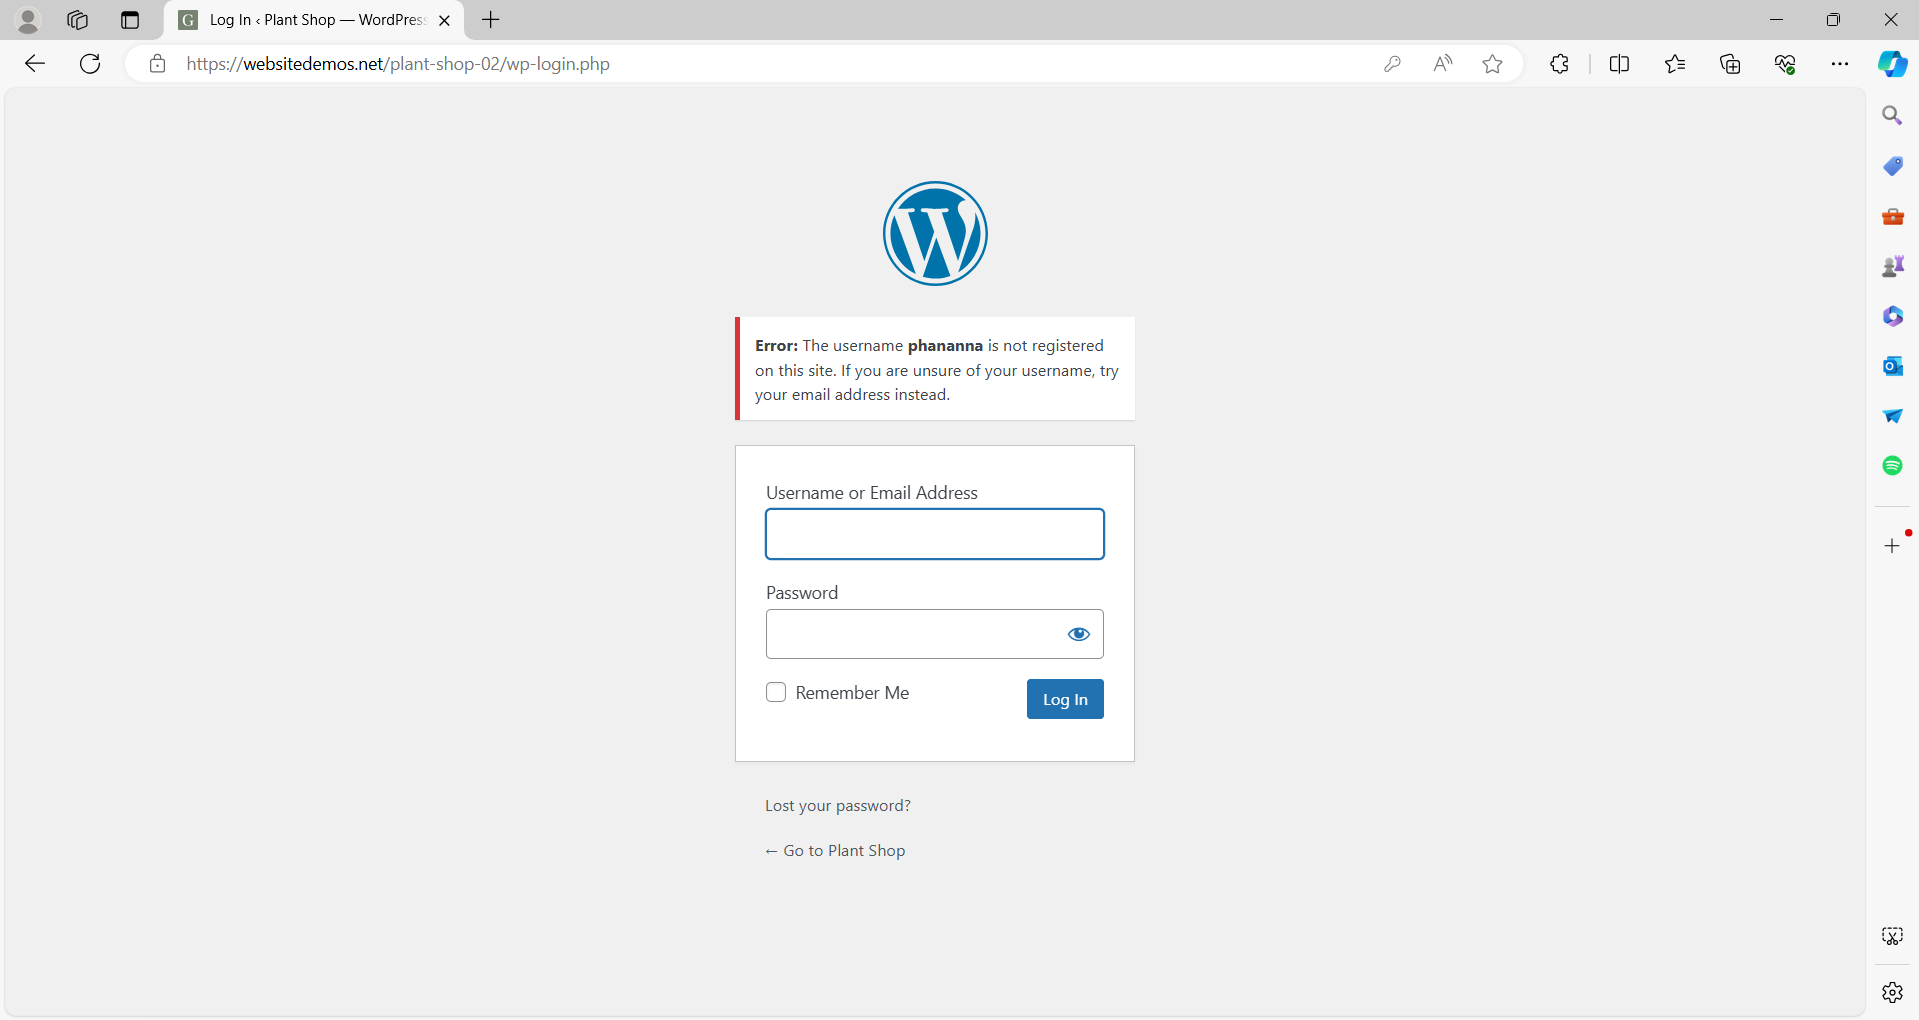 G Log In ‹ Plant Shop — WordPress
https://websitedemos.net/plant-shop-02/wp-login.php
Error: The username phananna is not registered
on this site. If you are unsure of your username, try
your email address instead.
Username or Email Address
Password
Remember Me
Log In
Lost your password?
← Go to Plant Shop